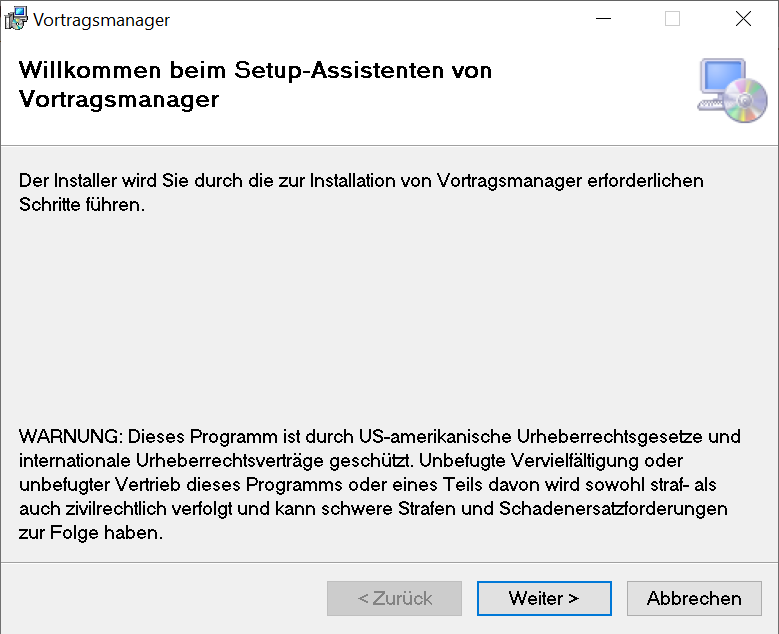 Vortragsmanager
Willkommen beim Setup-Assistenten von
Vortragsmanager
Der Installer wird Sie durch die zur Installation von Vortragsmanager erforderlichen
Schritte führen.
WARNUNG: Dieses Programm ist durch US-amerikanische Urheberrechtsgesetze und
internationale Urheberrechtsverträge geschützt. Unbefugte Vervielfältigung oder
unbefugter Vertrieb dieses Programms oder eines Teils davon wird sowohl straf- als
auch zivilrechtlich verfolgt und kann schwere Strafen und Schadenersatzforderungen
zur Folge haben.
< Zurück
Weiter >
Abbrechen